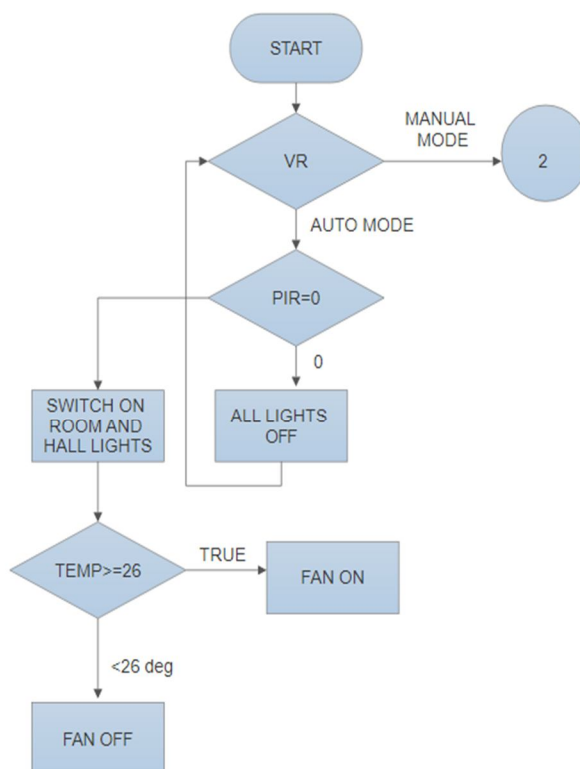 START
VR
MANUAL
MODE
2
AUTO MODE
PIR=0
0
SWITCH ON
ROOM AND
HALL LIGHTS
ALL LIGHTS
OFF
TEMP>=26
TRUE
FAN ON
<26 deg
FAN OFF